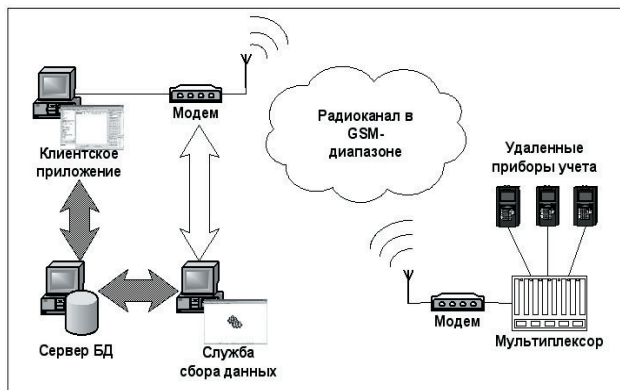 Модем
Клиентское
приложение
Радиоканал в
GSM-
диапазоне
Удаленные
приборы учета
Сервер БД
Служба
сбора данных
Модем
Мультиплексор